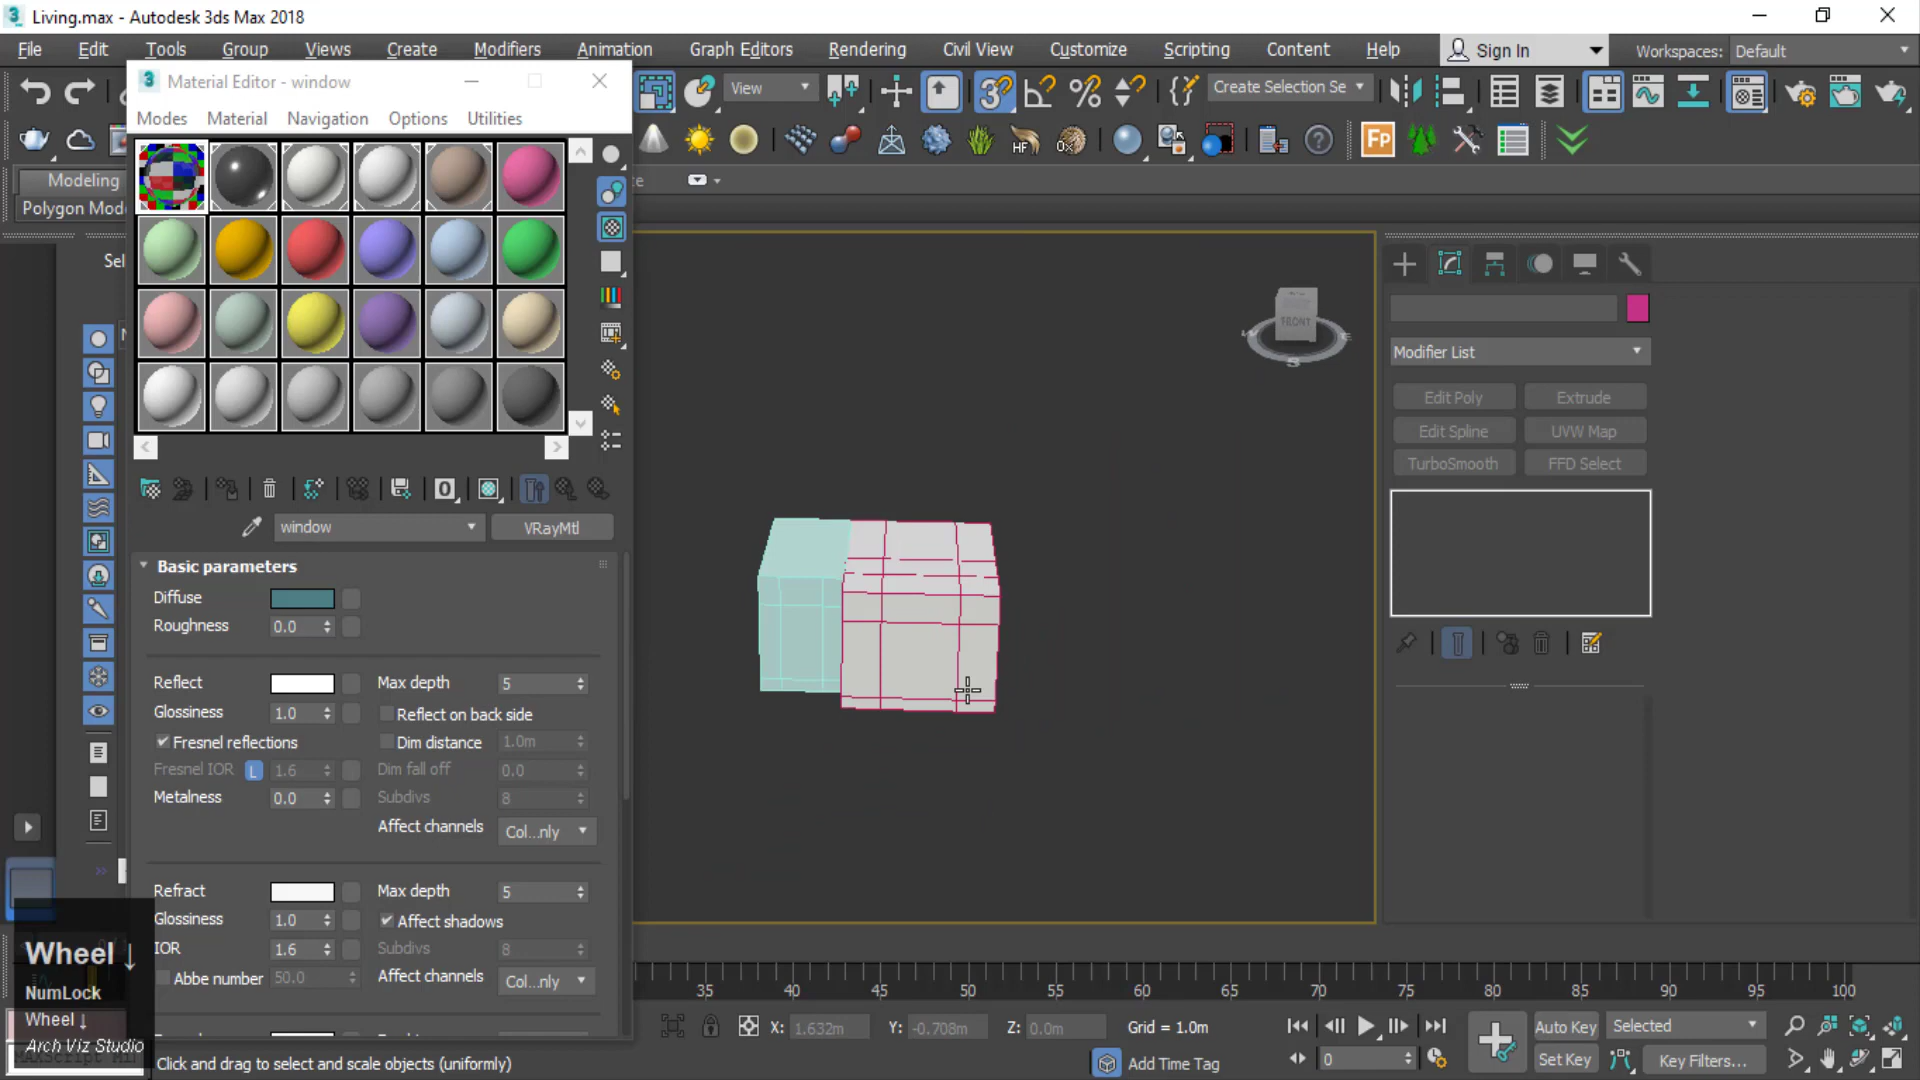 Living.max - Autodesk 3ds Max 2018
File Edit Tools Group Views Create Modifiers Animation Graph Editors Rendering Civil View Customize Scripting Content Help Sign In Workspaces: Default
Material Editor - window
View
Create Selection Se
Modes Material Navigation Options Utilities
Modeling
Polygon Mode
Sel
FRONT
Modifier List
Edit Poly Extrude
Edit Spline UVW Map
TurboSmooth FFD Select
window VRayMtl
Basic parameters
Diffuse
Roughness 0.0
Reflect Max depth 5
Glossiness 1.0 Reflect on back side
Fresnel reflections Dim distance 1.0m
Fresnel IOR L 1.6 Dim fall off 0.0
Metalness 0.0 Subdivs 8
Affect channels Col...nly
Refract Max depth 5
Glossiness 1.0 Affect shadows
IOR 1.6 Subdivs 8
Abbe number 50.0 Affect channels Col...nly
Wheel ↓
NumLock
Wheel ↓
Arch Viz Studio
35 40 45 50 55 60 65 70 75 80 85 90 95 100
X: 1.632m Y: -0.708m Z: 0.0m Grid = 1.0m
Auto Key Selected
Click and drag to select and scale objects (uniformly)
Add Time Tag
0
Set Key Key Filters...